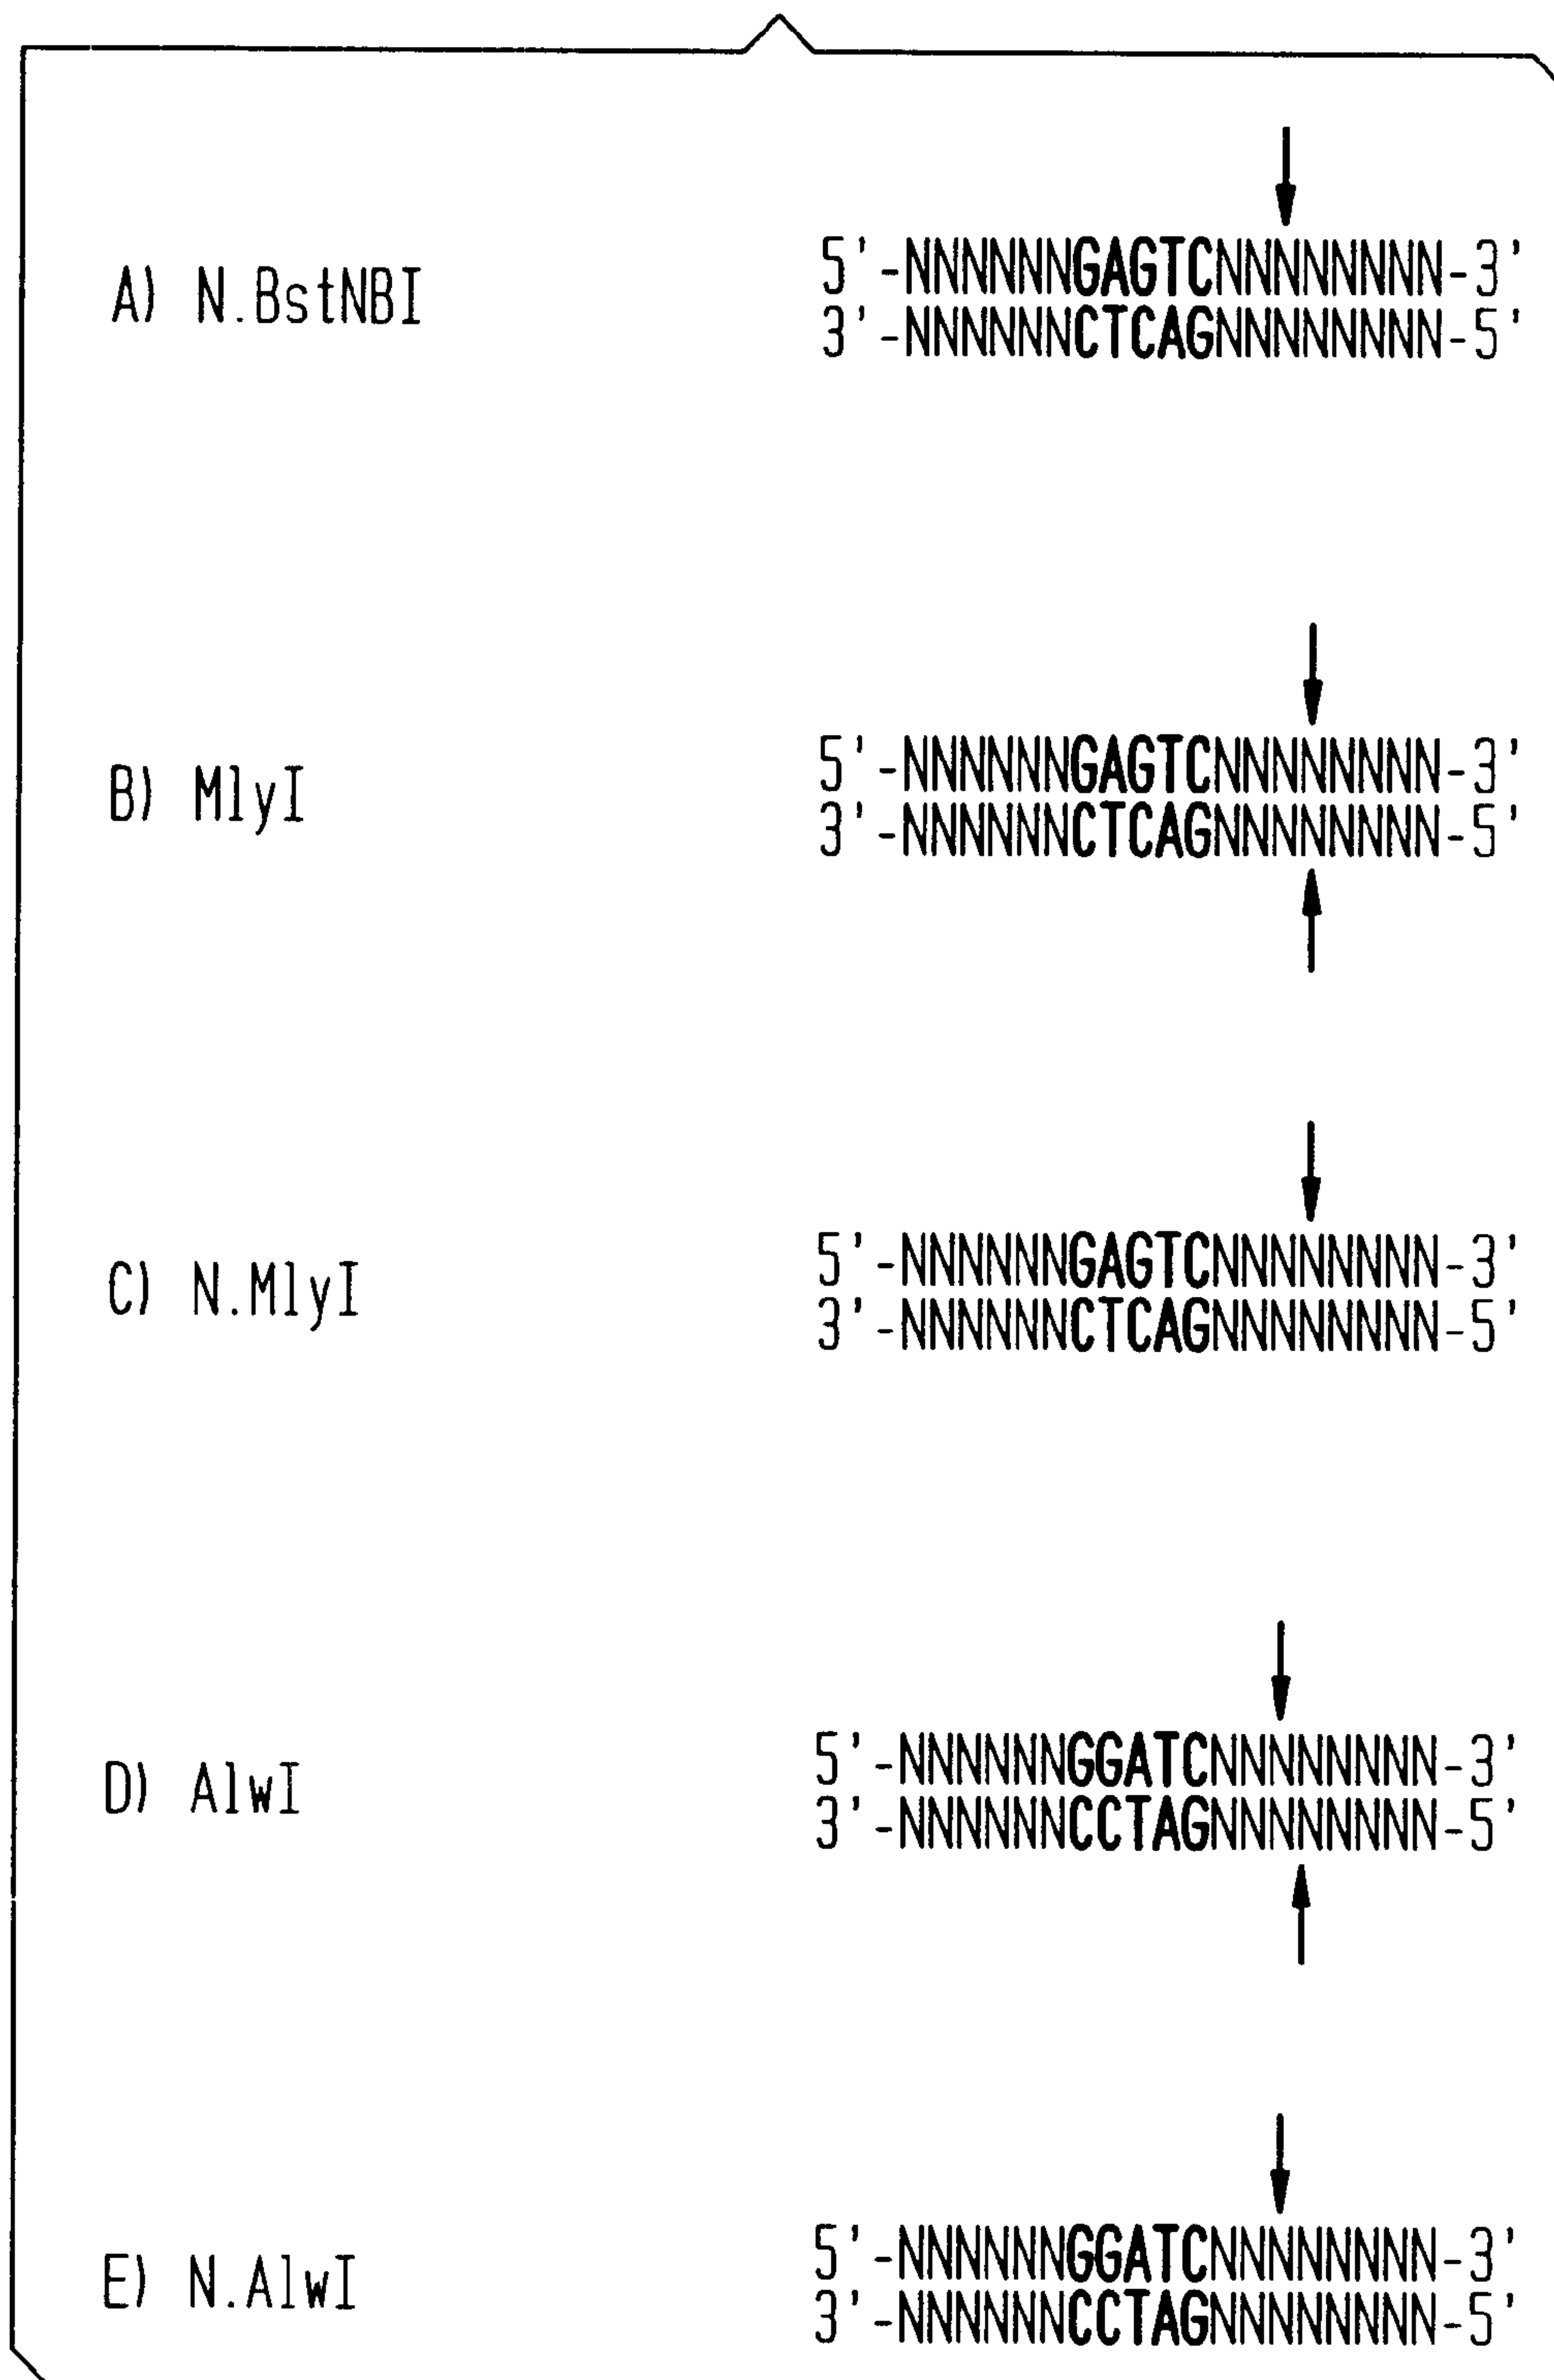 A) N.BstNBI
5'-NNNNNNGAGTCNNNNNNNN-3'
3'-NNNNNNCTCAGNNNNNNNN-5'
B) MlyI
5'-NNNNNNGAGTCNNNNNNNN-3'
3'-NNNNNNCTCAGNNNNNNNN-5'
C) N.MlyI
5'-NNNNNNGAGTCNNNNNNNN-3'
3'-NNNNNNCTCAGNNNNNNNN-5'
D) AlwI
5'-NNNNNNGGATCNNNNNNNN-3'
3'-NNNNNNCCTAGNNNNNNNN-5'
E) N.AlwI
5'-NNNNNNGGATCNNNNNNNN-3'
3'-NNNNNNCCTAGNNNNNNNN-5'